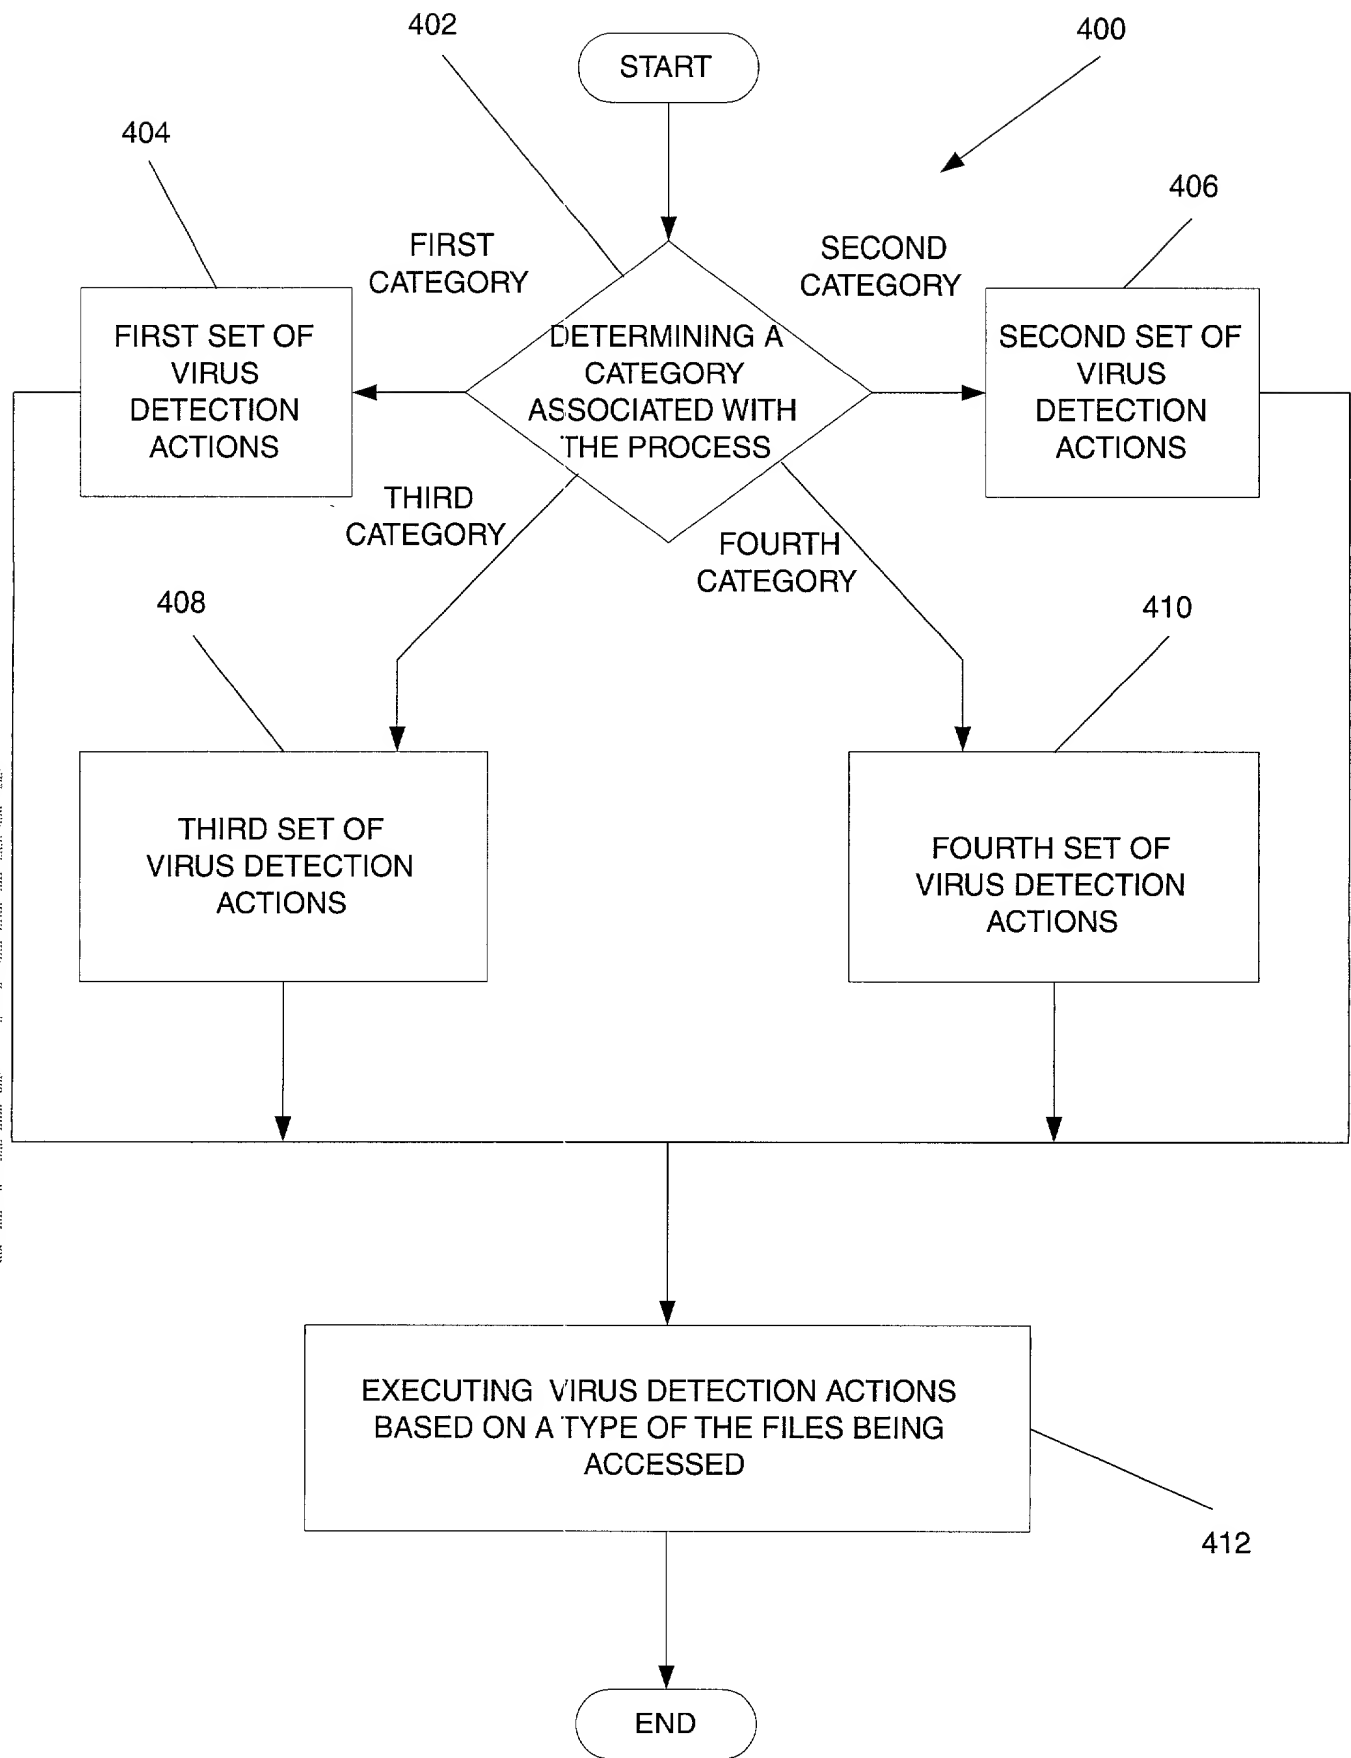 402
400
START
404
406
FIRST
CATEGORY
SECOND
CATEGORY
FIRST SET OF
VIRUS
DETECTION
ACTIONS
DETERMINING A
CATEGORY
ASSOCIATED WITH
THE PROCESS
SECOND SET OF
VIRUS
DETECTION
ACTIONS
THIRD
CATEGORY
FOURTH
CATEGORY
408
410
THIRD SET OF
VIRUS DETECTION
ACTIONS
FOURTH SET OF
VIRUS DETECTION
ACTIONS
EXECUTING VIRUS DETECTION ACTIONS
BASED ON A TYPE OF THE FILES BEING
ACCESSED
412
END